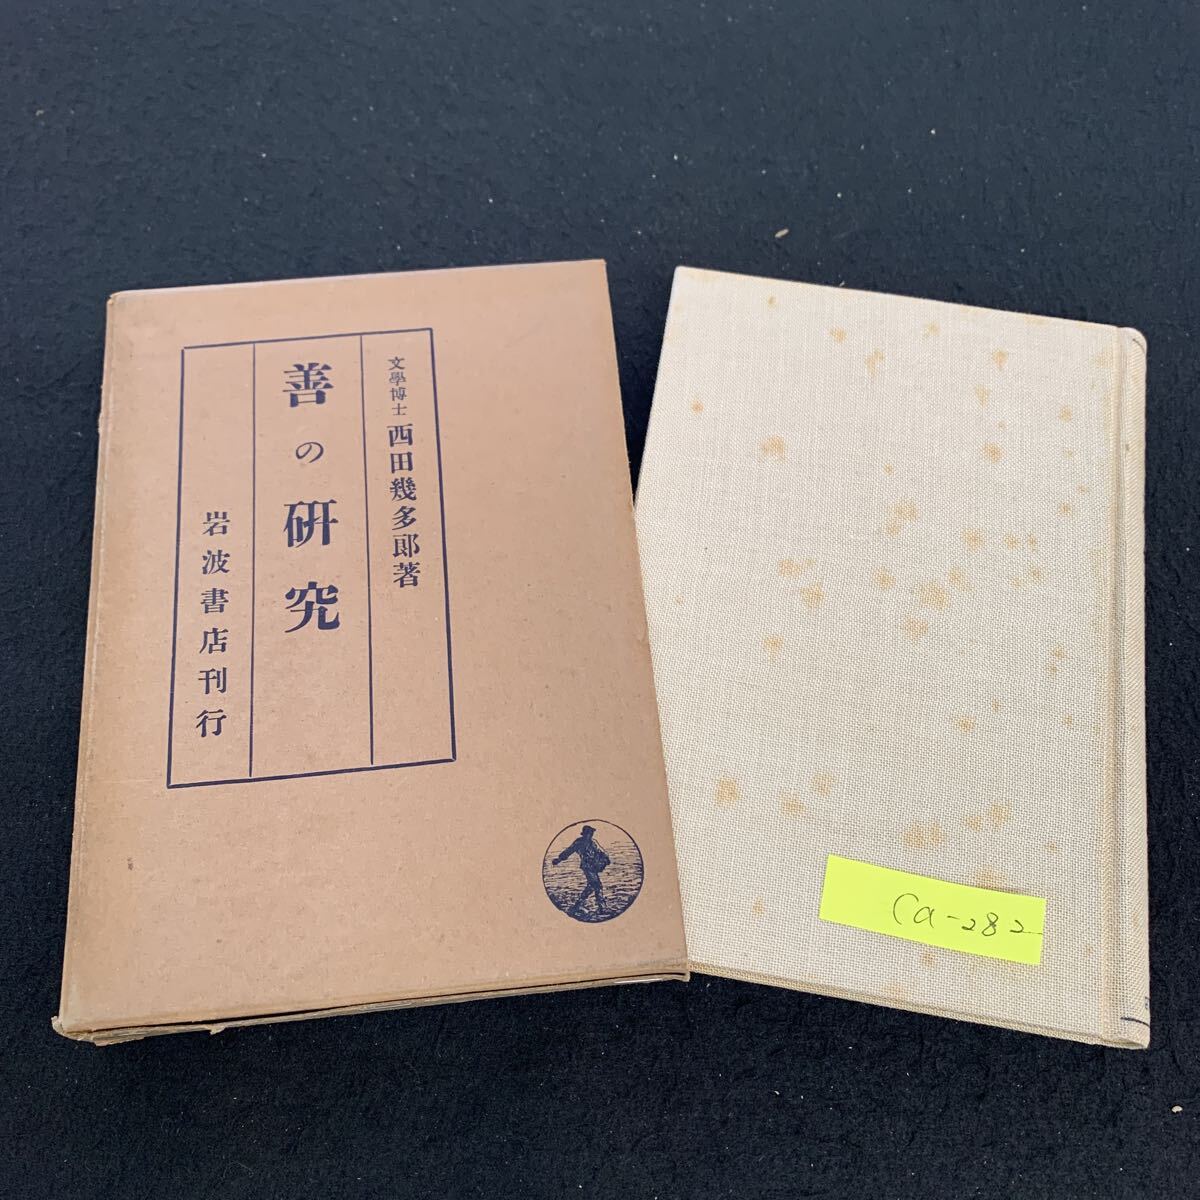 文學博士 西田幾多郎著
善の研究
岩波書店刊行
Ca-282